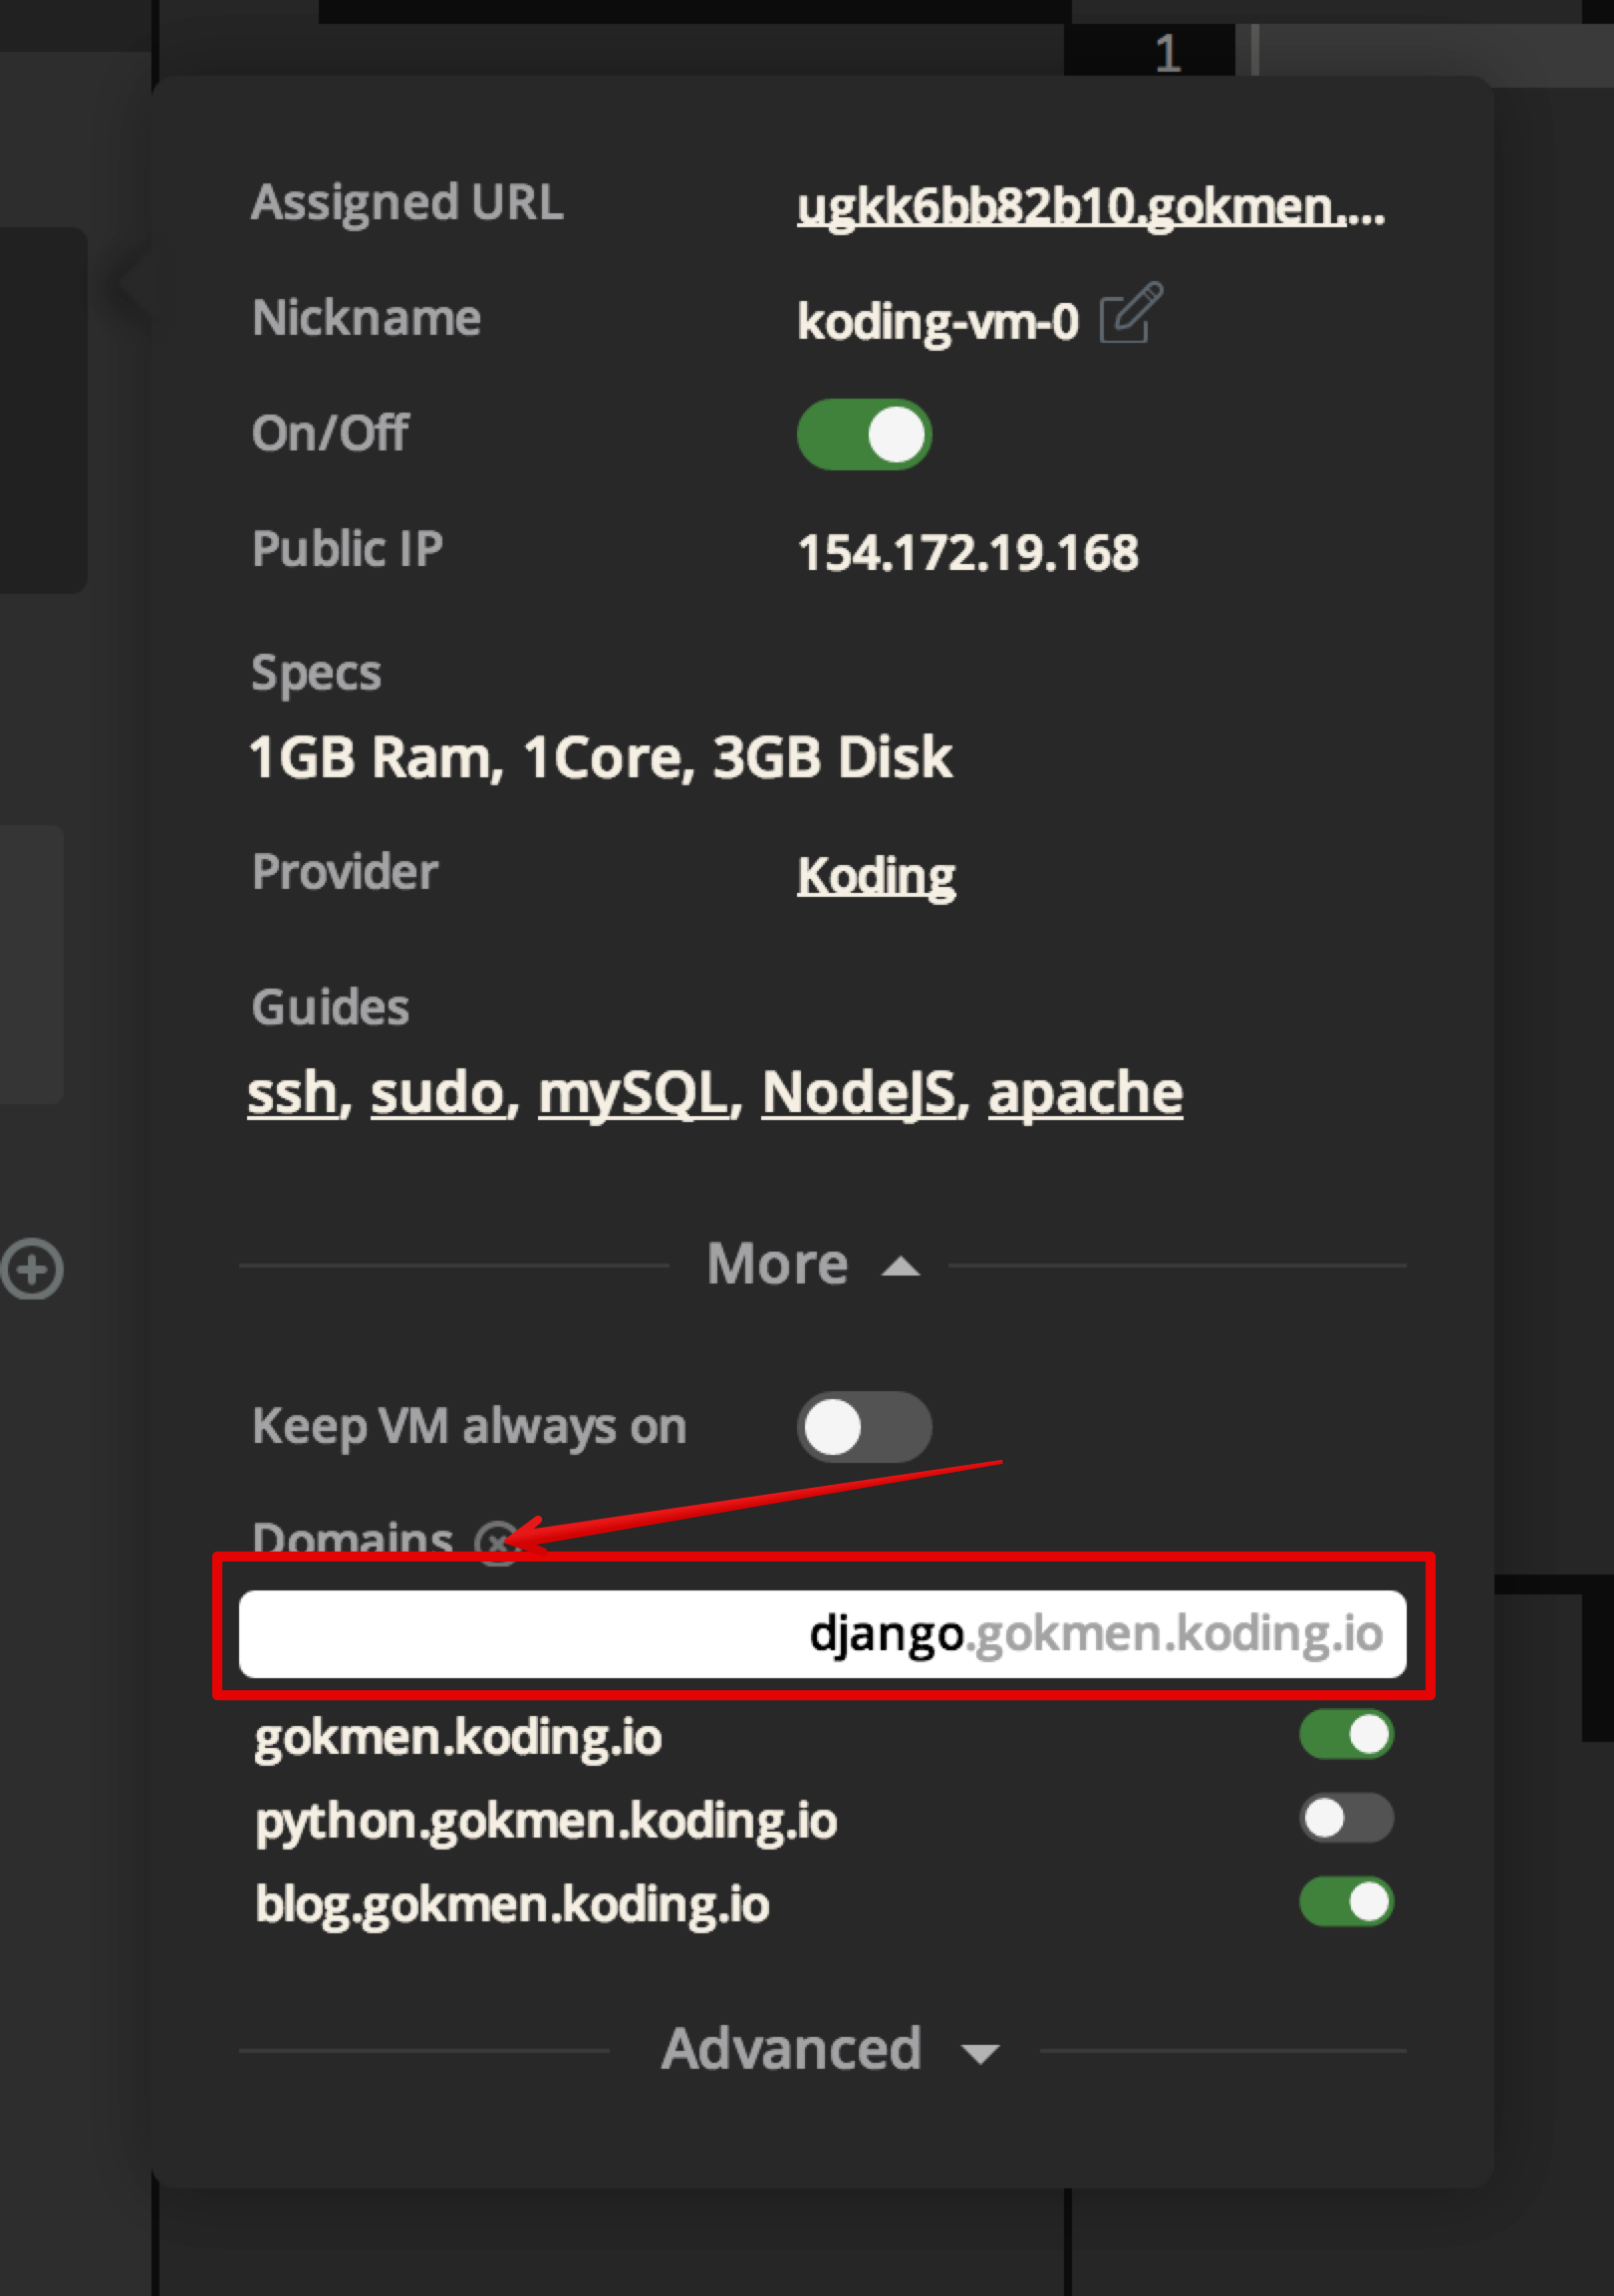 1
Assigned URL ugkk6bb82b10.gokmen....
Nickname koding-vm-0
On/Off
Public IP 154.172.19.168
Specs
1GB Ram, 1Core, 3GB Disk
Provider Koding
Guides
ssh, sudo, mySQL, NodeJS, apache
More
Keep VM always on
Domains
django.gokmen.koding.io
gokmen.koding.io
python.gokmen.koding.io
blog.gokmen.koding.io
Advanced